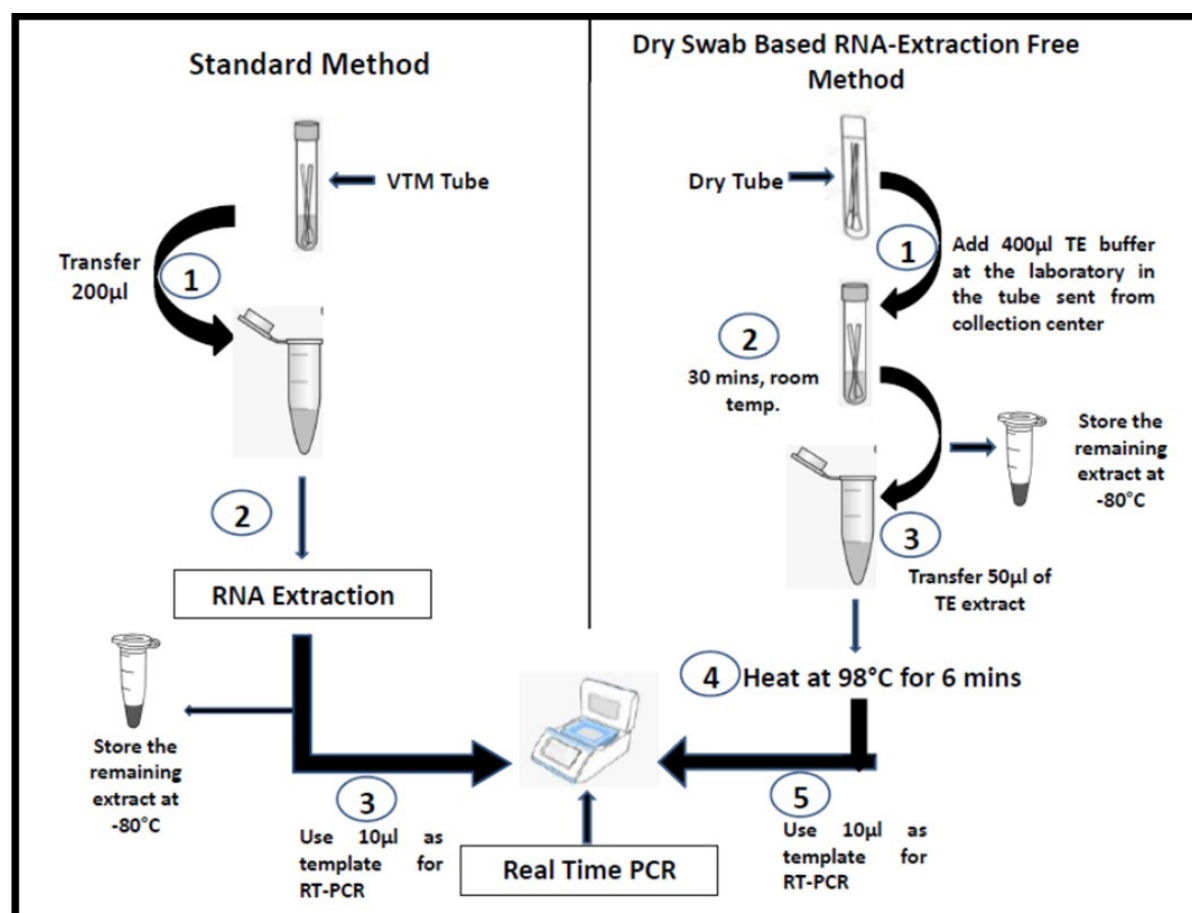 Standard Method
VTM Tube
Transfer
200µl
1
2
RNA Extraction
Store the
remaining
extract at
-80°C
3
Use 10µl as
template for
RT-PCR
Real Time PCR
Dry Swab Based RNA-Extraction Free
Method
Dry Tube
1
Add 400µl TE buffer
at the laboratory in
the tube sent from
collection center
2
30 mins, room
temp.
Store the
remaining
extract at
-80°C
3
Transfer 50µl of
TE extract
4
Heat at 98°C for 6 mins
5
Use 10µl as
template for
RT-PCR